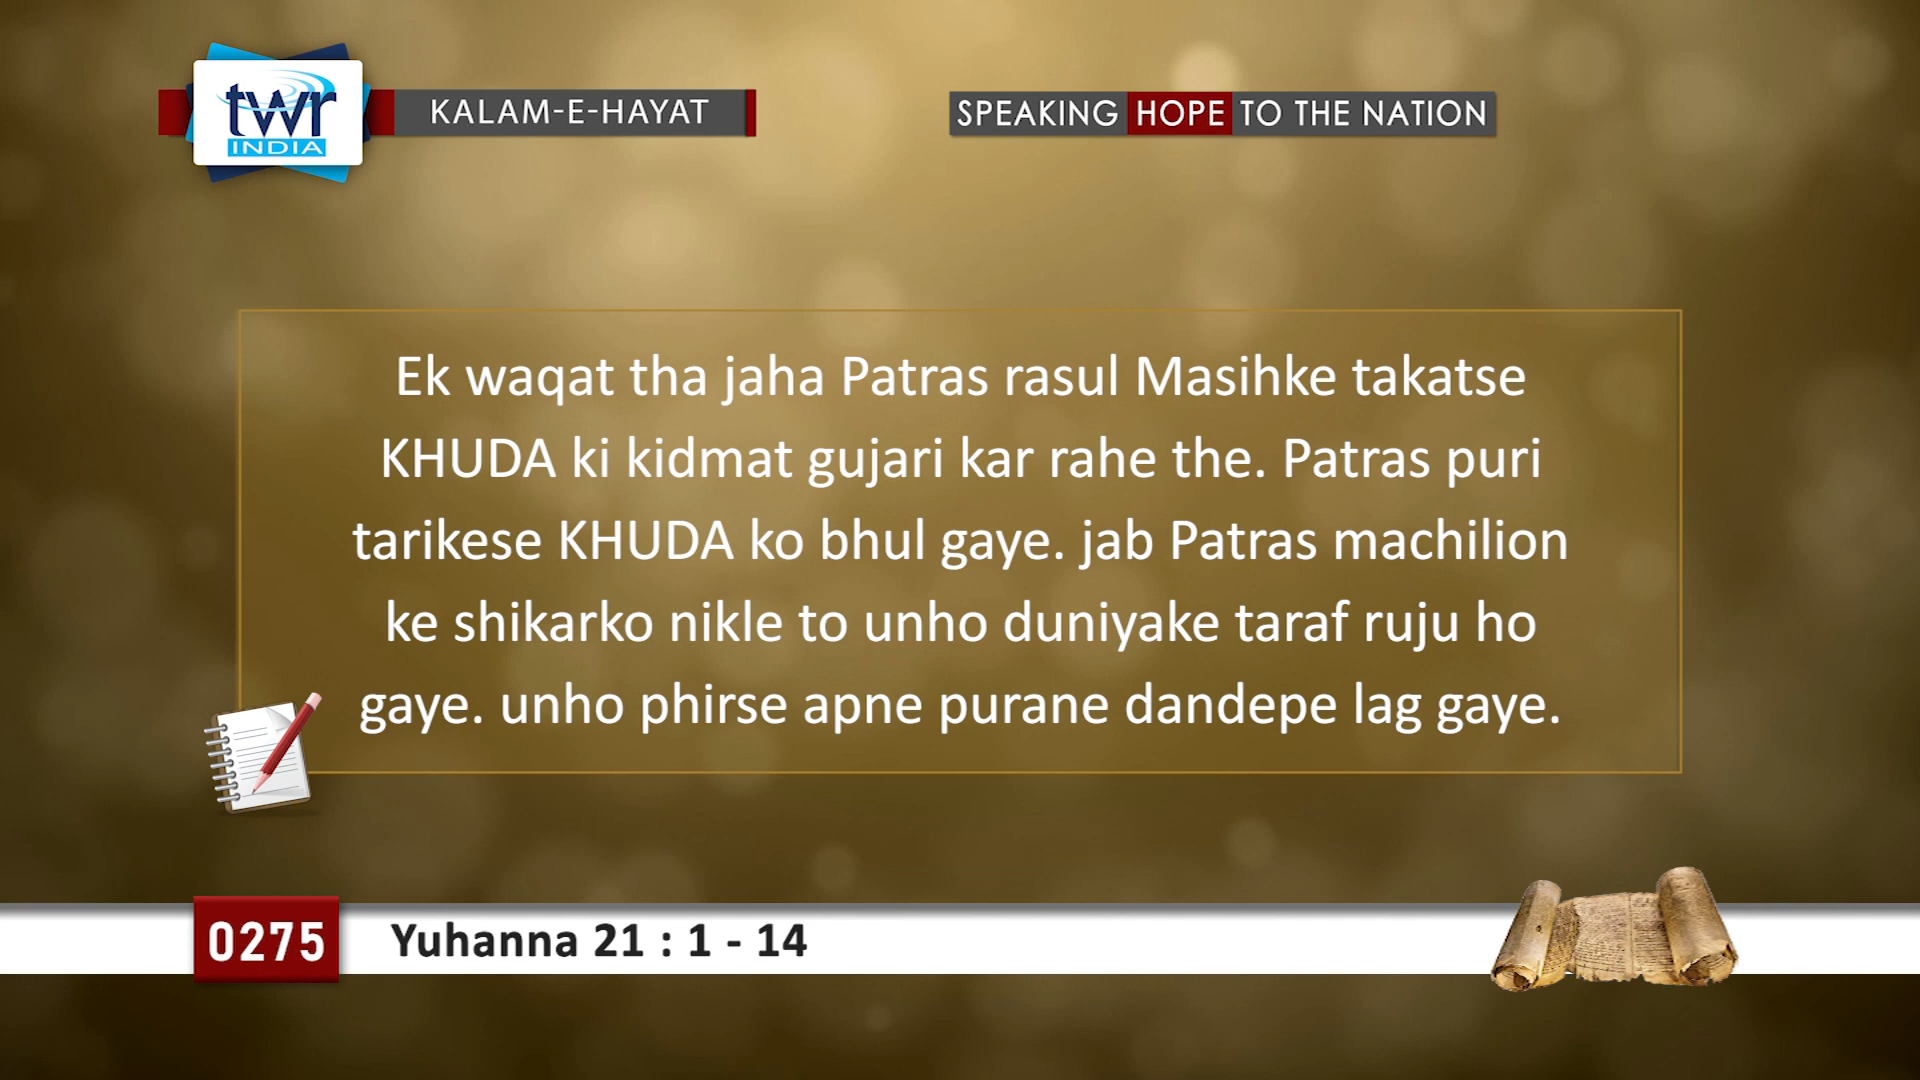 twr
INDIA
KALAM-E-HAYAT
SPEAKING HOPE TO THE NATION
Ek waqat tha jaha Patras rasul Masihke takatse
KHUDA ki kidmat gujari kar rahe the. Patras puri
tarikese KHUDA ko bhul gaye. jab Patras machilion
ke shikarko nikle to unho duniyake taraf ruju ho
gaye. unho phirse apne purane dandepe lag gaye.
0275
Yuhanna 21 : 1 - 14